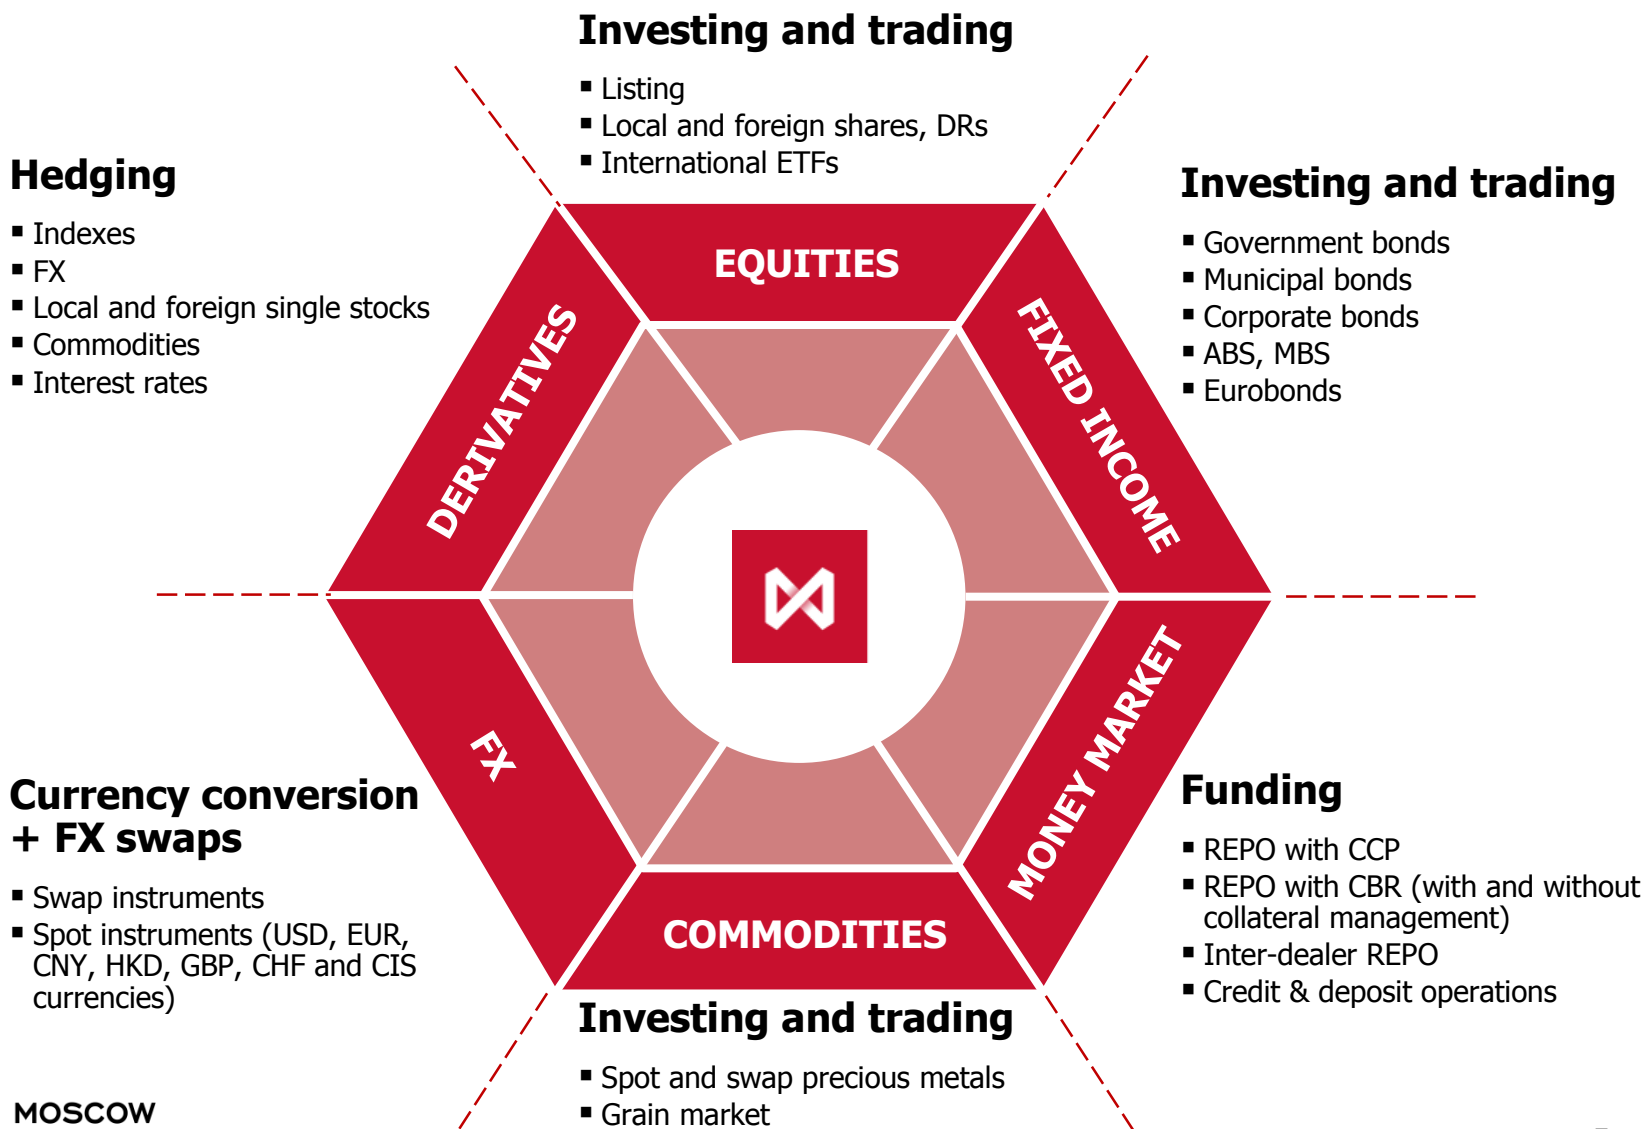 Investing and trading
▪ Listing
▪ Local and foreign shares, DRs
▪ International ETFs
Hedging
▪ Indexes
▪ FX
▪ Local and foreign single stocks
▪ Commodities
▪ Interest rates
Investing and trading
▪ Government bonds
▪ Municipal bonds
▪ Corporate bonds
▪ ABS, MBS
▪ Eurobonds
EQUITIES
DERIVATIVES
FIXED INCOME
FX
MONEY MARKET
COMMODITIES
Currency conversion
+ FX swaps
▪ Swap instruments
▪ Spot instruments (USD, EUR,
CNY, HKD, GBP, CHF and CIS
currencies)
Funding
▪ REPO with CCP
▪ REPO with CBR (with and without
collateral management)
▪ Inter-dealer REPO
▪ Credit & deposit operations
Investing and trading
▪ Spot and swap precious metals
▪ Grain market
MOSCOW